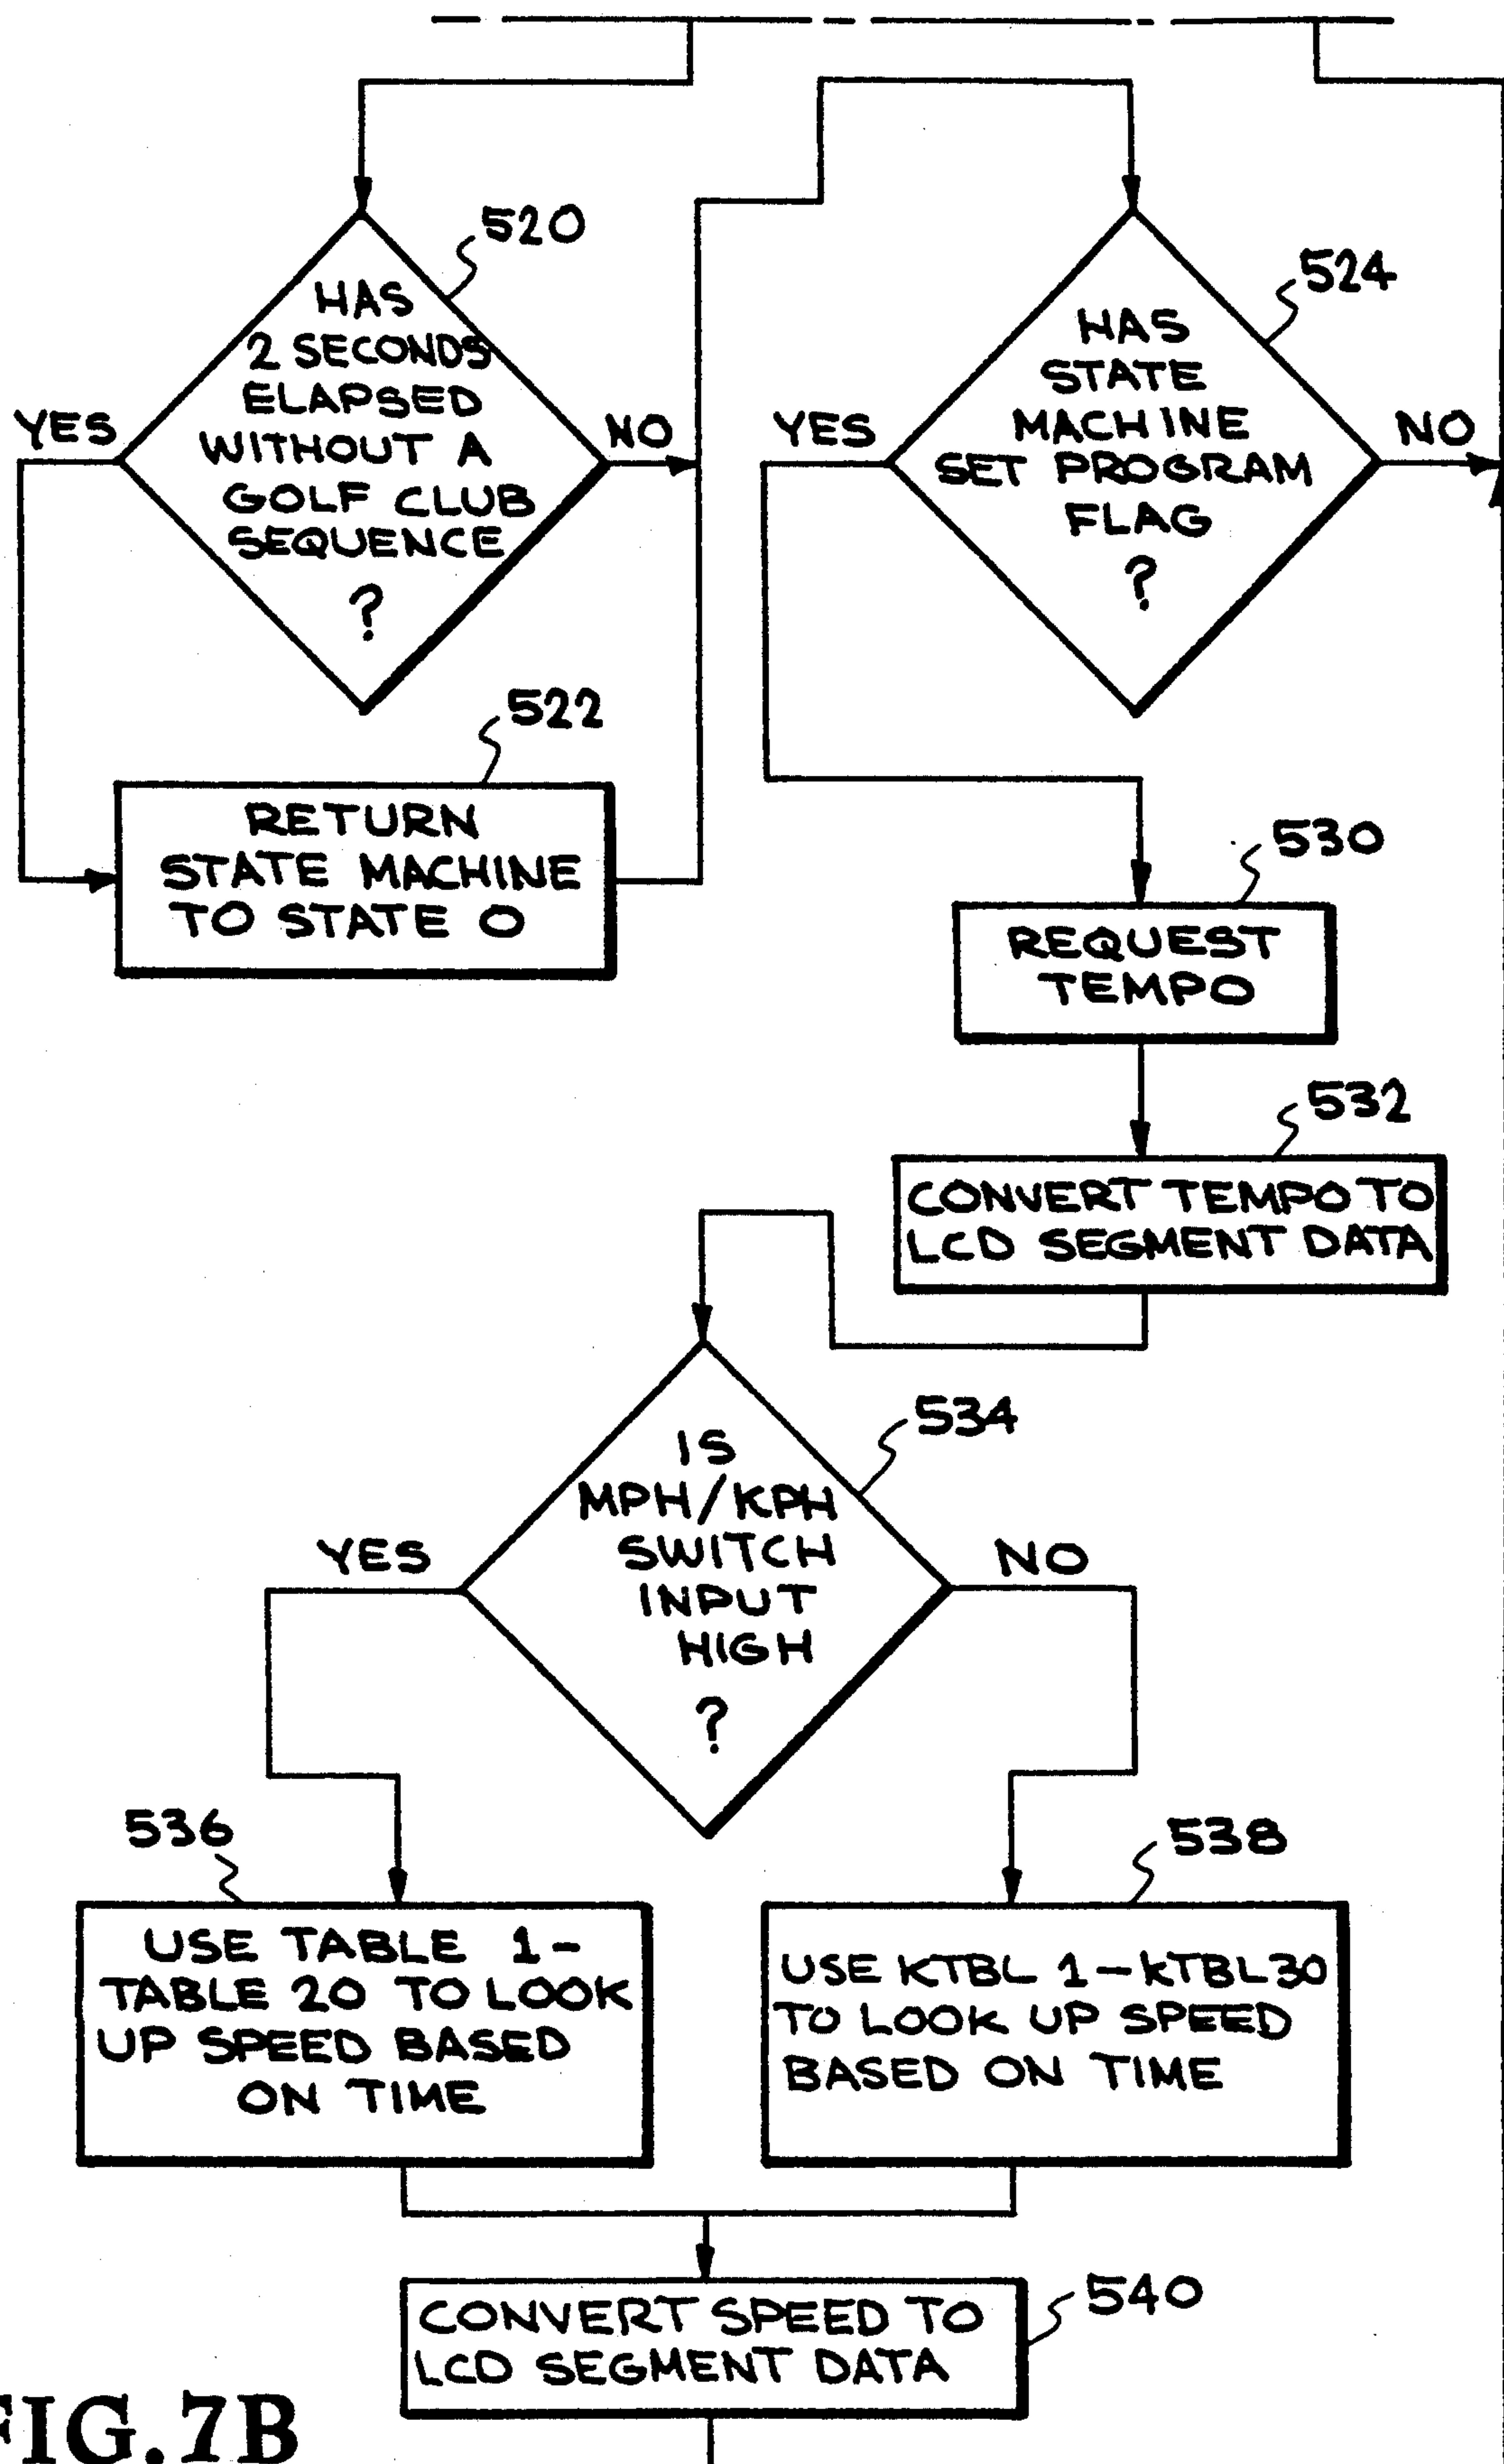 520
HAS
2 SECONDS
ELAPSED
WITHOUT A
GOLF CLUB
SEQUENCE
?
YES
NO
524
HAS
STATE
MACHINE
SET PROGRAM
FLAG
?
YES
NO
522
RETURN
STATE MACHINE
TO STATE 0
530
REQUEST
TEMPO
532
CONVERT TEMPO TO
LCD SEGMENT DATA
534
IS
MPH/KPH
SWITCH
INPUT
HIGH
?
YES
NO
536
USE TABLE 1-
TABLE 20 TO LOOK
UP SPEED BASED
ON TIME
538
USE KTBL 1-KTBL30
TO LOOK UP SPEED
BASED ON TIME
540
CONVERT SPEED TO
LCD SEGMENT DATA
FIG. 7B